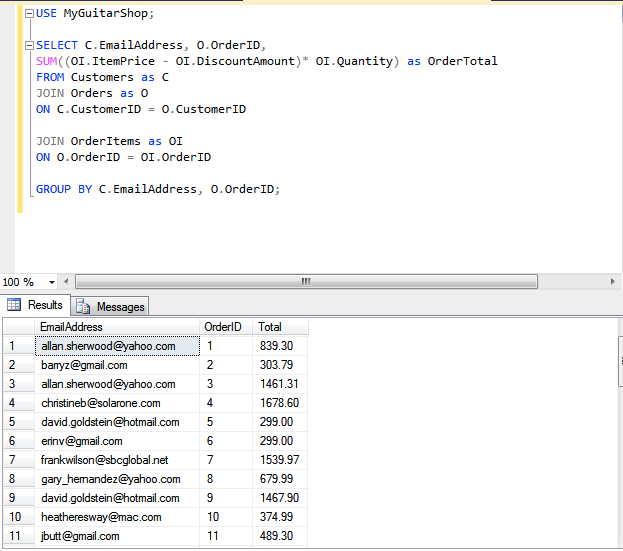 USE MyGuitarShop;
SELECT C.EmailAddress, O.OrderID,
SUM((OI.ItemPrice - OI.DiscountAmount)* OI.Quantity) as OrderTotal
FROM Customers as C
JOIN Orders as O
ON C.CustomerID = O.CustomerID
JOIN OrderItems as OI
ON O.OrderID = OI.OrderID
GROUP BY C.EmailAddress, O.OrderID;
100 %
Results Messages
EmailAddress OrderID Total
1 allan.sherwood@yahoo.com 1 839.30
2 barryz@gmail.com 2 303.79
3 allan.sherwood@yahoo.com 3 1461.31
4 christineb@solarone.com 4 1678.60
5 david.goldstein@hotmail.com 5 299.00
6 erinv@gmail.com 6 299.00
7 frankwilson@sbcglobal.net 7 1539.97
8 gary_hernandez@yahoo.com 8 679.99
9 david.goldstein@hotmail.com 9 1467.90
10 heatheresway@mac.com 10 374.99
11 jbutt@gmail.com 11 489.30